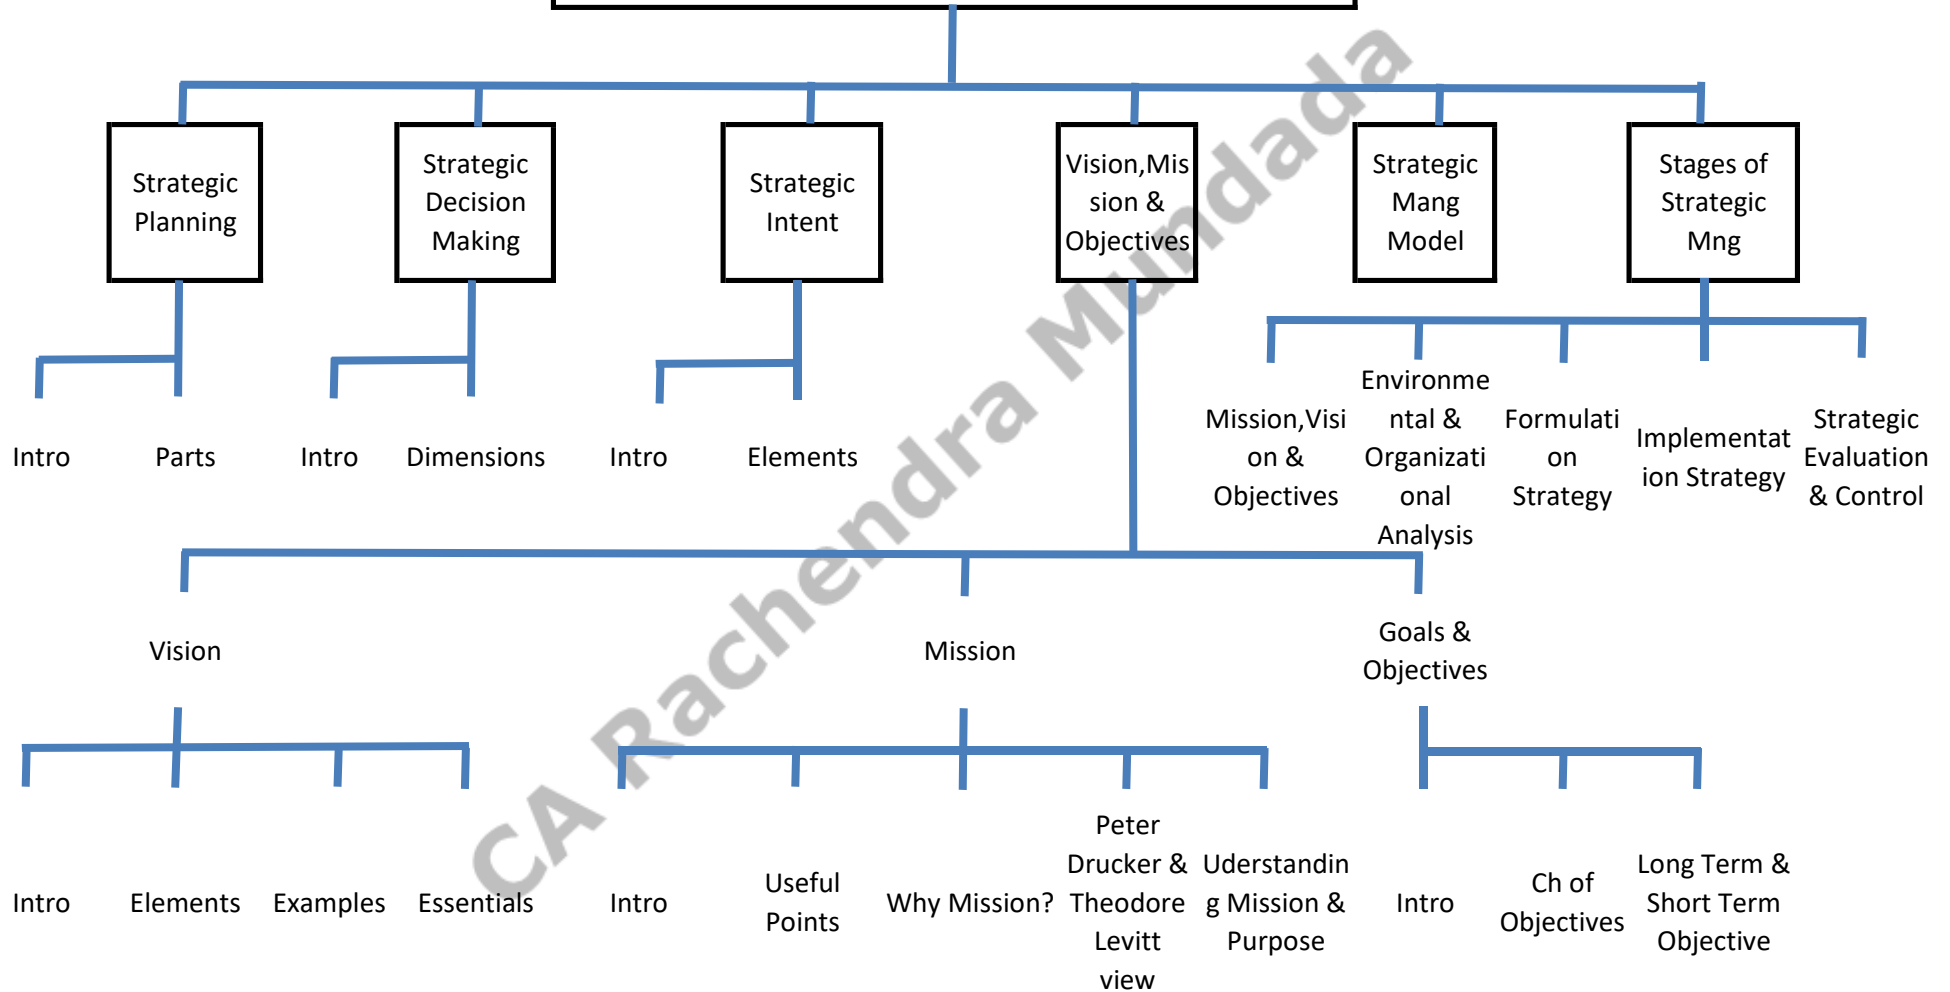 Strategic
Planning
Strategic
Decision
Making
Strategic
Intent
Vision,Mis
sion &
Objectives
Strategic
Mang
Model
Stages of
Strategic
Mng
Intro
Parts
Intro
Dimensions
Intro
Elements
Mission,Visi
on &
Objectives
Environme
ntal &
Organizati
onal
Analysis
Formulati
on
Strategy
Implementat
ion Strategy
Strategic
Evaluation
& Control
Vision
Mission
Goals &
Objectives
Intro
Elements
Examples
Essentials
Intro
Useful
Points
Why Mission?
Peter
Drucker &
Theodore
Levitt
view
Uderstandin
g Mission &
Purpose
Intro
Ch of
Objectives
Long Term &
Short Term
Objective
CA Rachendra Mundada